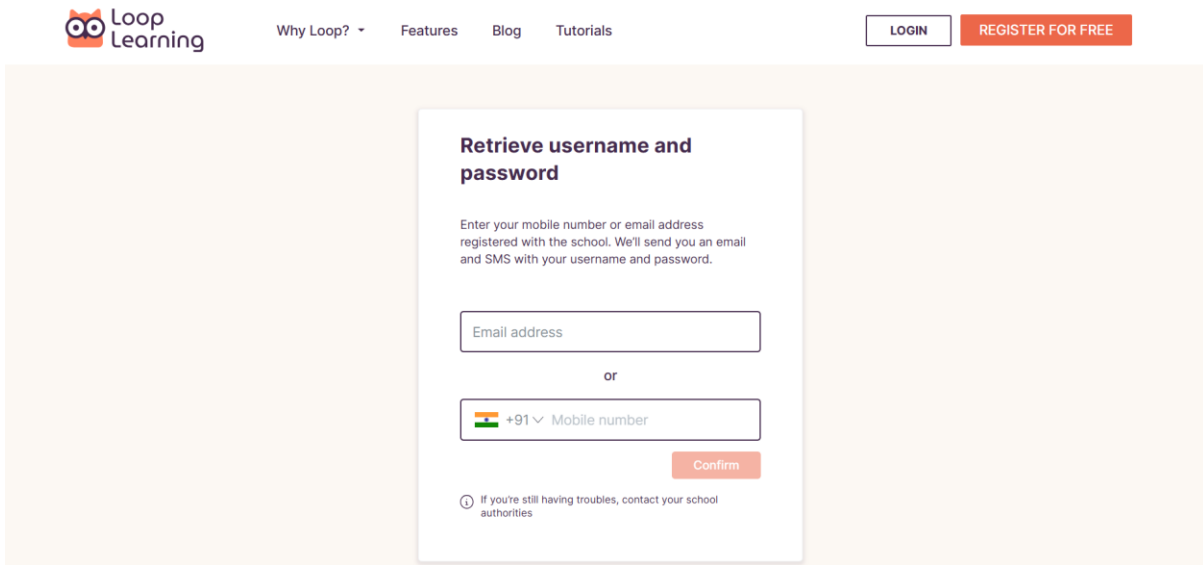 Loop
Learning
Why Loop?
Features
Blog
Tutorials
LOGIN
REGISTER FOR FREE
Retrieve username and
password
Enter your mobile number or email address
registered with the school. We'll send you an email
and SMS with your username and password.
Email address
or
+91 Mobile number
Confirm
If you're still having troubles, contact your school
authorities